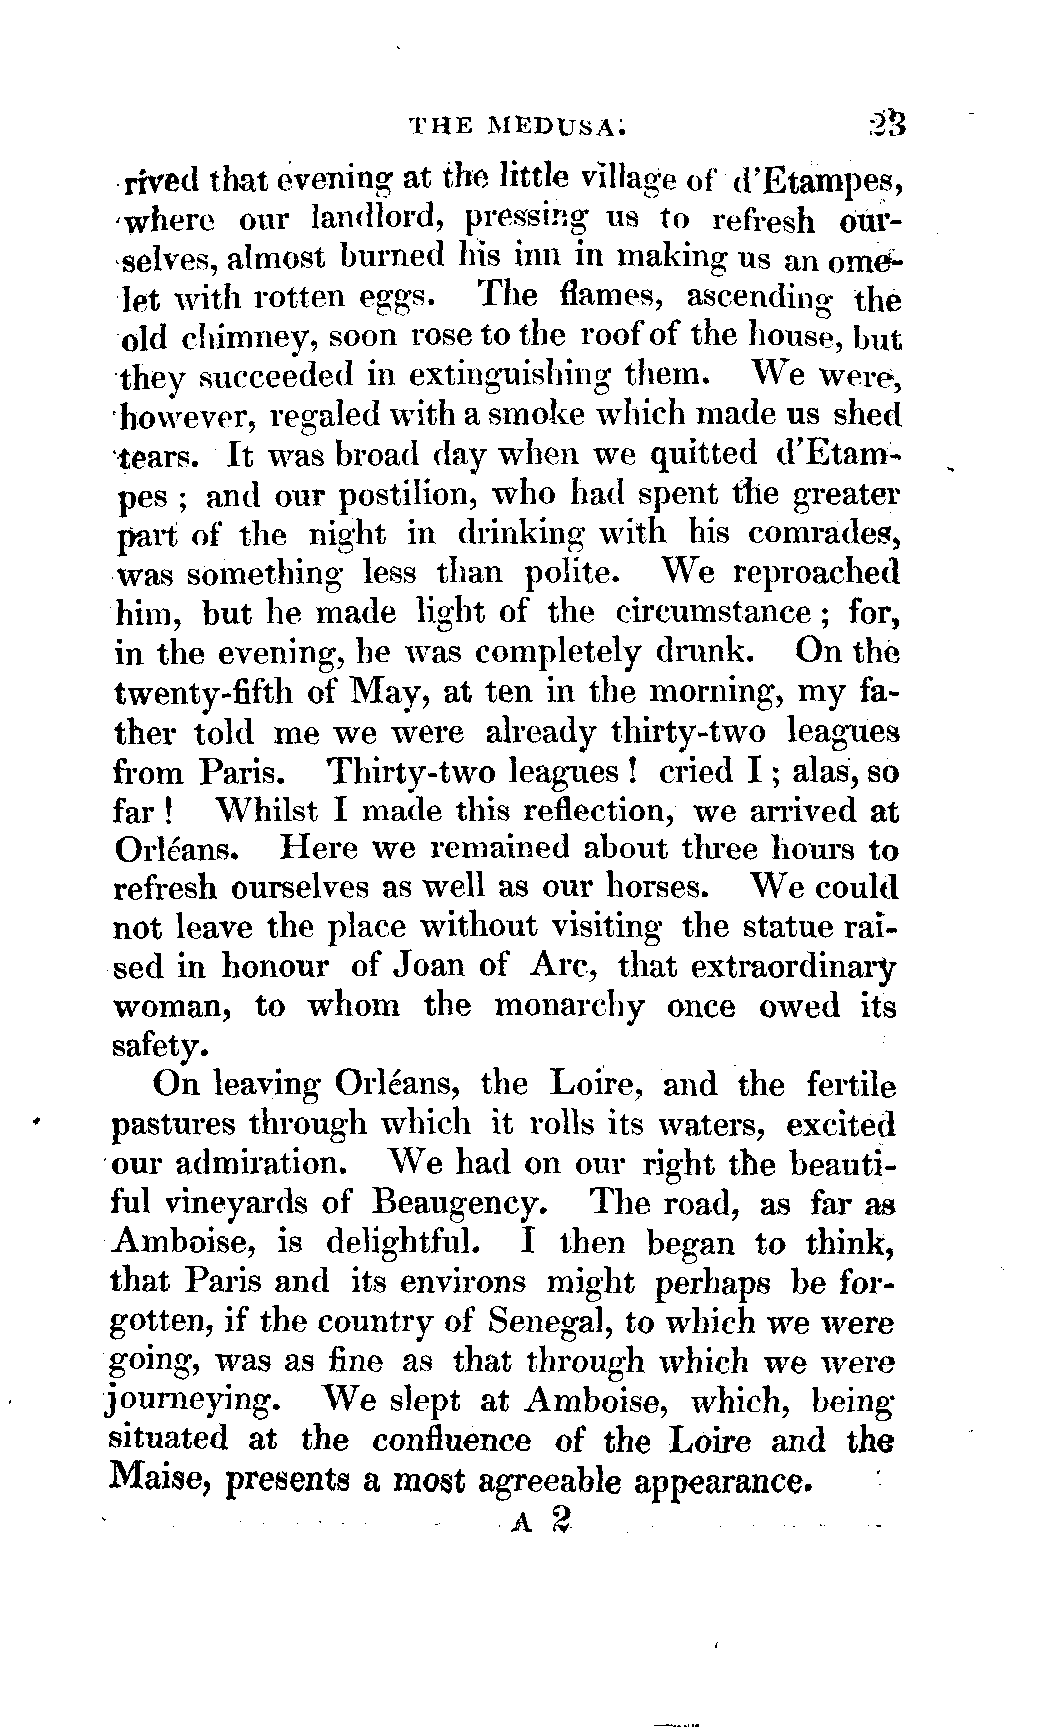 THE MEDUSA. 23
rived that evening at the little village of d'Etampes,
where our landlord, pressing us to refresh our-
selves, almost burned his inn in making us an ome-
let with rotten eggs. The flames, ascending the
old chimney, soon rose to the roof of the house, but
they succeeded in extinguishing them. We were,
however, regaled with a smoke which made us shed
tears. It was broad day when we quitted d'Etam-
pes ; and our postilion, who had spent the greater
part of the night in drinking with his comrades,
was something less than polite. We reproached
him, but he made light of the circumstance ; for,
in the evening, he was completely drunk. On the
twenty-fifth of May, at ten in the morning, my fa-
ther told me we were already thirty-two leagues
from Paris. Thirty-two leagues ! cried I ; alas, so
far ! Whilst I made this reflection, we arrived at
Orléans. Here we remained about three hours to
refresh ourselves as well as our horses. We could
not leave the place without visiting the statue rai-
sed in honour of Joan of Arc, that extraordinary
woman, to whom the monarchy once owed its
safety.
On leaving Orléans, the Loire, and the fertile
pastures through which it rolls its waters, excited
our admiration. We had on our right the beauti-
ful vineyards of Beaugency. The road, as far as
Amboise, is delightful. I then began to think,
that Paris and its environs might perhaps be for-
gotten, if the country of Senegal, to which we were
going, was as fine as that through which we were
journeying. We slept at Amboise, which, being
situated at the confluence of the Loire and the
Maise, presents a most agreeable appearance.
A 2